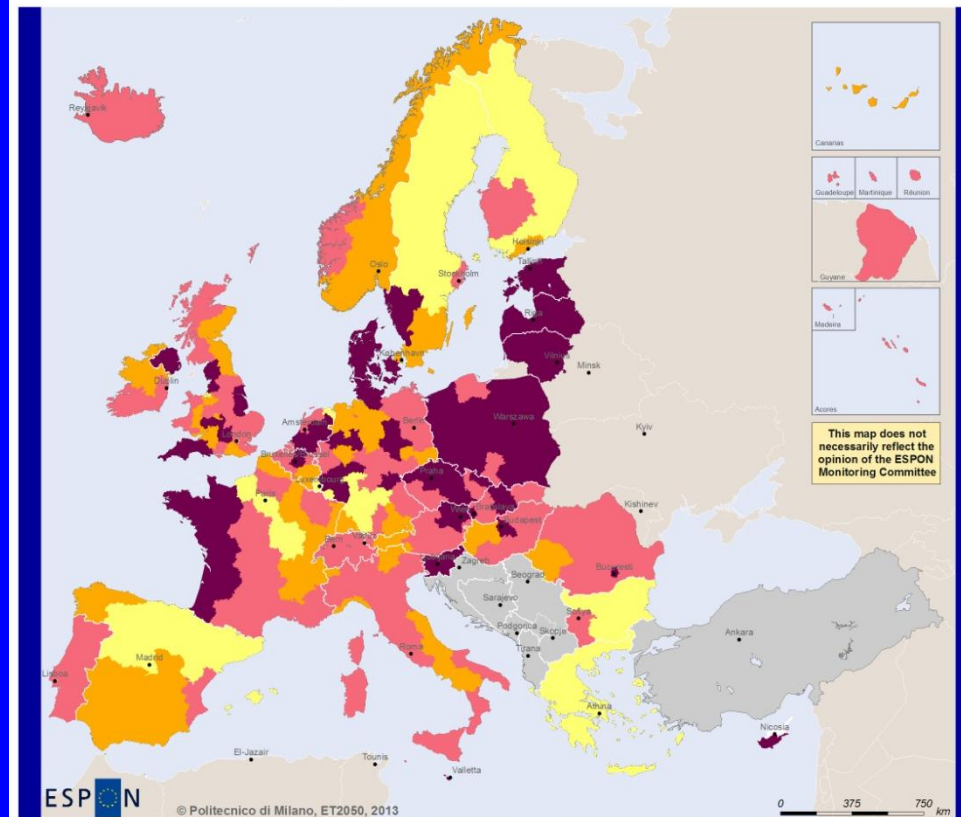 Reykjavik
Canarias
Guadeloupe
Martinique
Réunion
Helsinki
Oslo
Tallinn
Stockholm
Guyane
Riga
Madeira
København
Vilnius
Dublin
Minsk
Acores
Amsterdam
Berlin
Warszawa
London
Kyiv
This map does not
necessarily reflect the
opinion of the ESPON
Monitoring Committee
Luxembourg
Praha
Paris
Kishinev
Budapest
Bern
Vaduz
Zagreb
Beograd
Bucuresti
Sarajevo
Sofiya
Podgorica
Skopje
Ankara
Roma
Tirana
Madrid
Lisboa
Athina
Nicosia
El-Jazair
Tounis
Valletta
ESPON
© Politecnico di Milano, ET2050, 2013
0 375 750
km